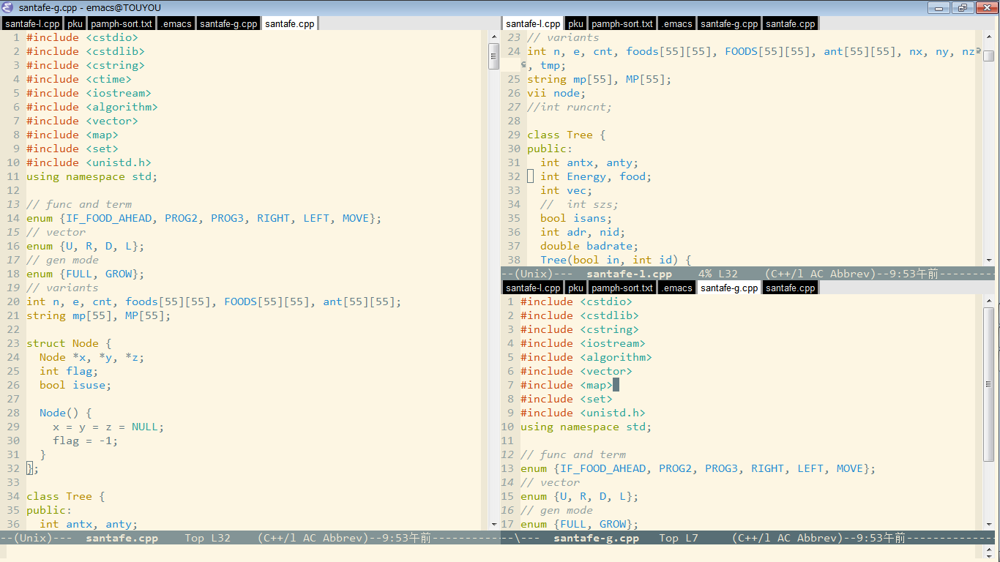 santafe-g.cpp - emacs@TOUYOU
santafe-l.cpp pku pamph-sort.txt .emacs santafe-g.cpp santafe.cpp
1 #include <cstdio>
2 #include <cstdlib>
3 #include <cstring>
4 #include <ctime>
5 #include <iostream>
6 #include <algorithm>
7 #include <vector>
8 #include <map>
9 #include <set>
10 #include <unistd.h>
11 using namespace std;
12
13 // func and term
14 enum {IF_FOOD_AHEAD, PROG2, PROG3, RIGHT, LEFT, MOVE};
15 // vector
16 enum {U, R, D, L};
17 // gen mode
18 enum {FULL, GROW};
19 // variants
20 int n, e, cnt, foods[55][55], FOODS[55][55], ant[55][55];
21 string mp[55], MP[55];
22
23 struct Node {
24   Node *x, *y, *z;
25   int flag;
26   bool isuse;
27
28   Node() {
29     x = y = z = NULL;
30     flag = -1;
31   }
32 };
33
34 class Tree {
35 public:
36   int antx, anty;
--(Unix)---  santafe.cpp    Top L32    (C++/l AC Abbrev)--9:53午前-----------
santafe-l.cpp pku pamph-sort.txt .emacs santafe-g.cpp santafe.cpp
23 // variants
24 int n, e, cnt, foods[55][55], FOODS[55][55], ant[55][55], nx, ny, nz
, tmp;
25 string mp[55], MP[55];
26 vii node;
27 //int runcnt;
28
29 class Tree {
30 public:
31   int antx, anty;
32   int Energy, food;
33   int vec;
34   //  int szs;
35   bool isans;
36   int adr, nid;
37   double badrate;
38   Tree(bool in, int id) {
--(Unix)---  santafe-l.cpp    4% L32    (C++/l AC Abbrev)--9:53午前---------
santafe-l.cpp pku pamph-sort.txt .emacs santafe-g.cpp santafe.cpp
1 #include <cstdio>
2 #include <cstdlib>
3 #include <cstring>
4 #include <iostream>
5 #include <algorithm>
6 #include <vector>
7 #include <map>
8 #include <set>
9 #include <unistd.h>
10 using namespace std;
11
12 // func and term
13 enum {IF_FOOD_AHEAD, PROG2, PROG3, RIGHT, LEFT, MOVE};
14 // vector
15 enum {U, R, D, L};
16 // gen mode
17 enum {FULL, GROW};
--\---  santafe-g.cpp   Top L7     (C++/l AC Abbrev)--9:53午前--------------